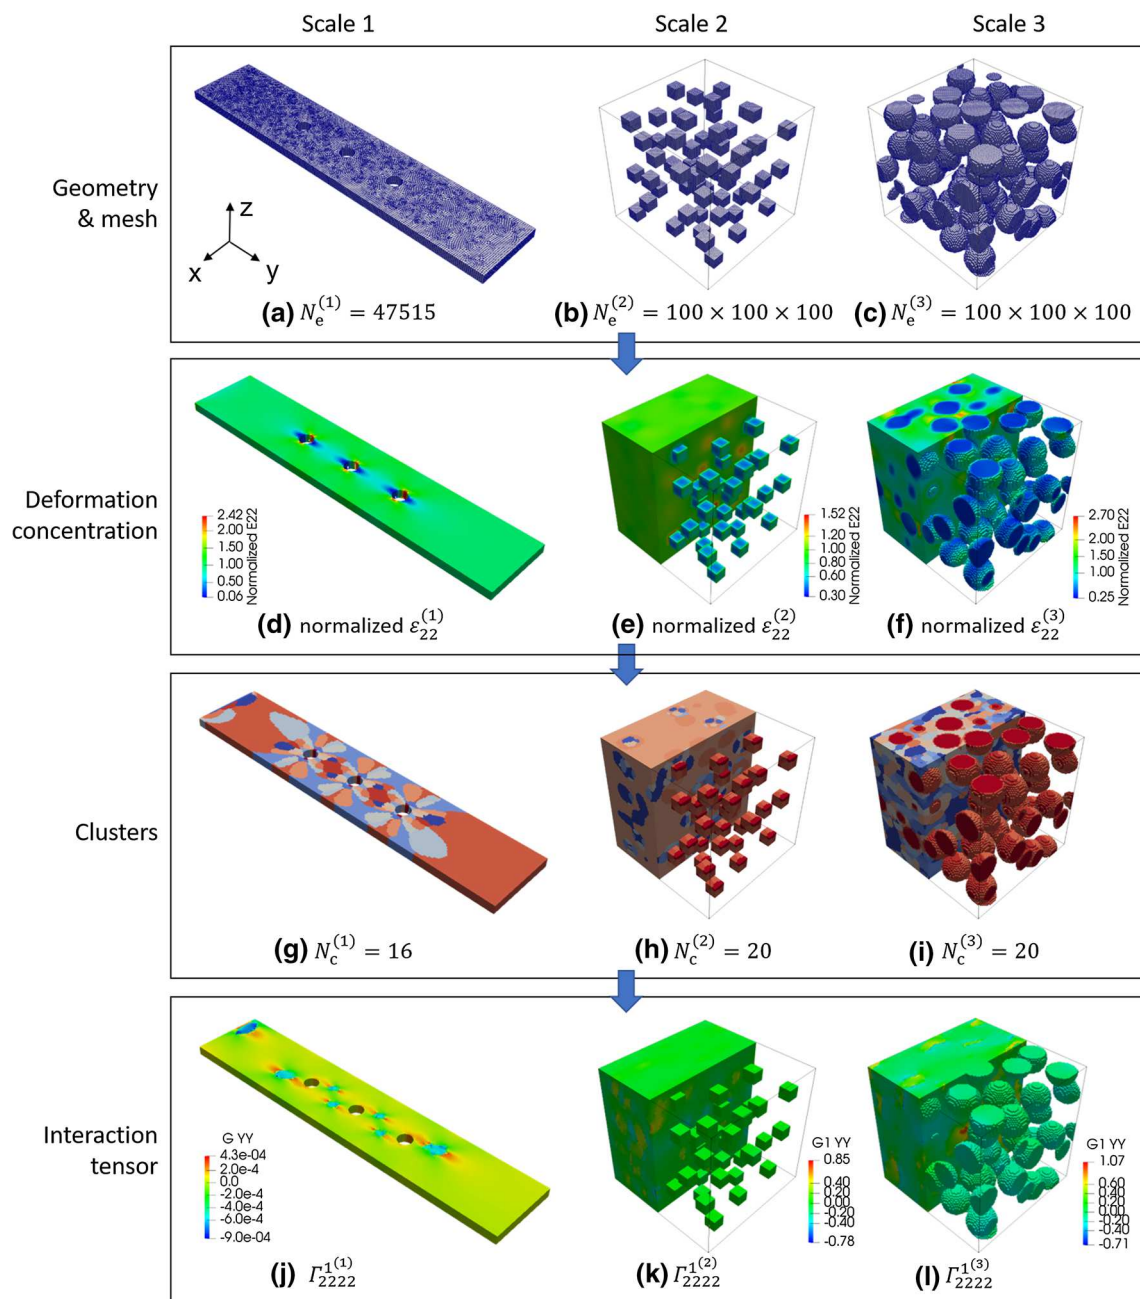 Scale 1 Scale 2 Scale 3
Geometry
& mesh
z
x y
(a) N_e^(1) = 47515 (b) N_e^(2) = 100 × 100 × 100 (c) N_e^(3) = 100 × 100 × 100
Deformation
concentration
2.42
2.00
1.50
1.00
0.50
0.06
Normalized E22
1.52
1.20
0.80
0.60
0.30
Normalized E22
2.70
2.00
1.00
0.25
Normalized E22
(d) normalized ε_22^(1) (e) normalized ε_22^(2) (f) normalized ε_22^(3)
Clusters
(g) N_c^(1) = 16 (h) N_c^(2) = 20 (i) N_c^(3) = 20
Interaction
tensor
G YY
4.3e-04
2.0e-4
0.0
-2.0e-4
-4.0e-4
-6.0e-4
-9.0e-04
G1 YY
0.85
0.40
0.20
0.00
-0.20
-0.40
-0.78
G1 YY
1.07
0.60
0.40
0.20
0.00
-0.20
-0.40
-0.71
(j) Γ_2222^1(1) (k) Γ_2222^1(2) (l) Γ_2222^1(3)